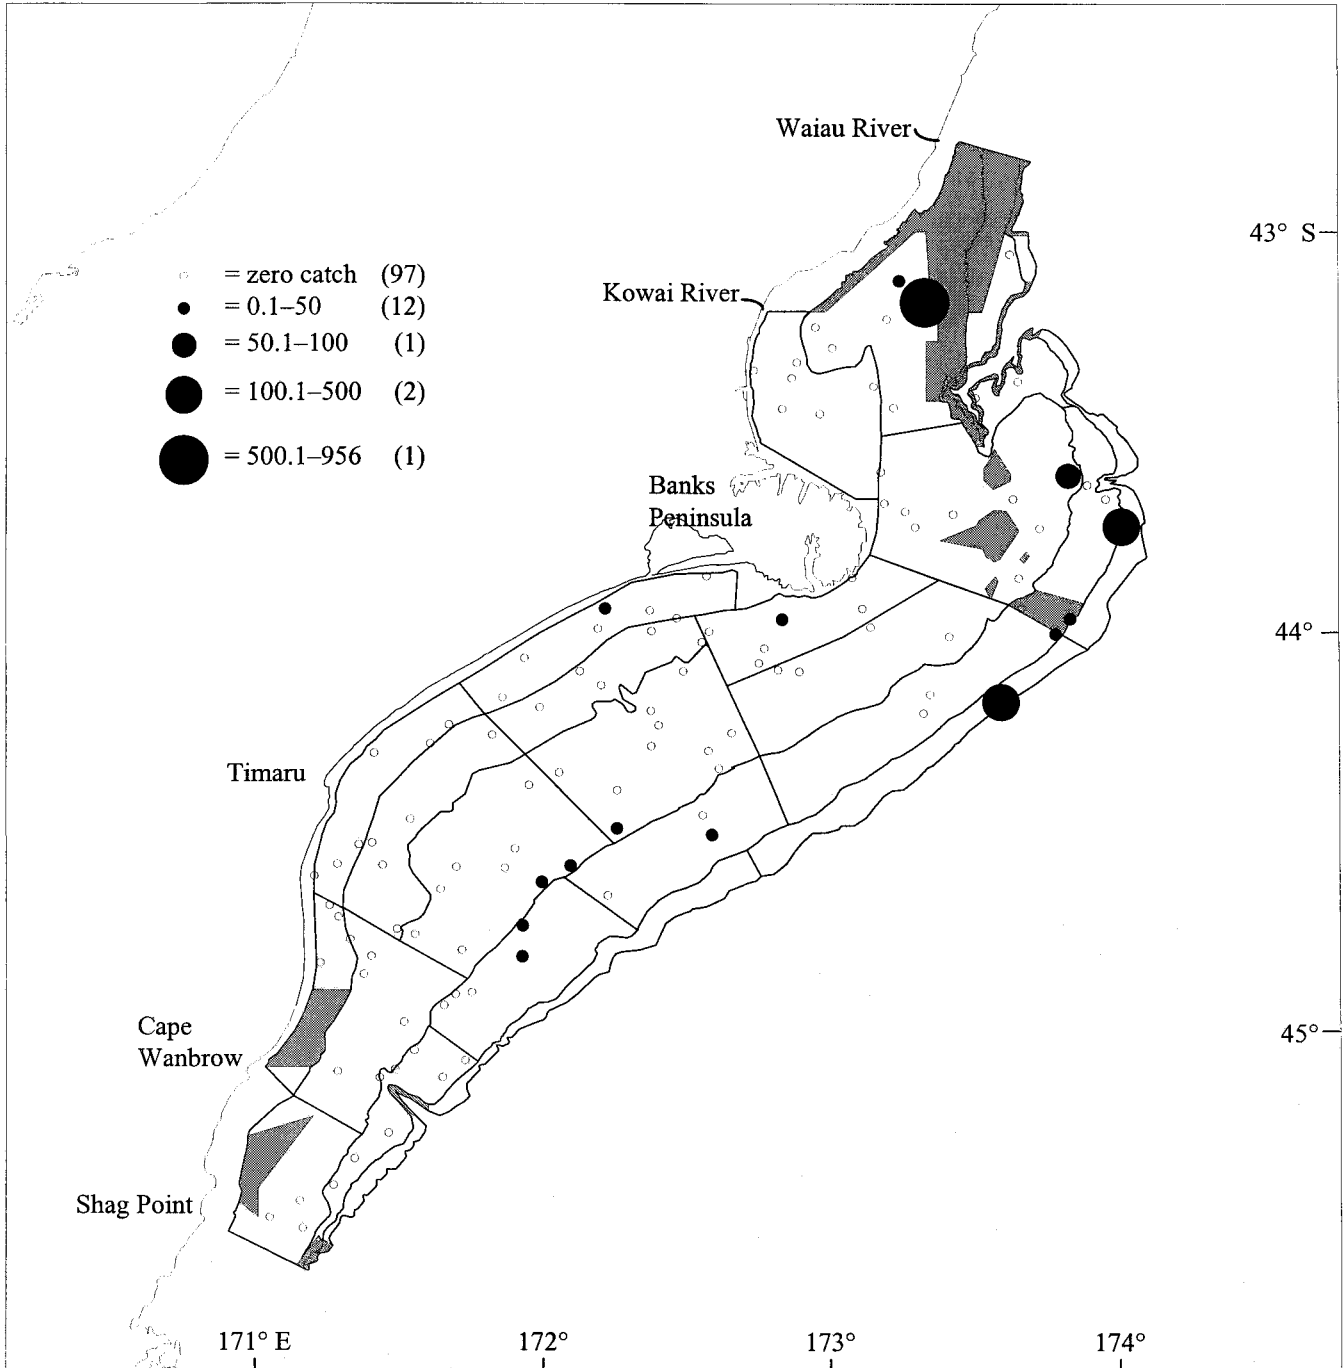 Waiau River
43° S
= zero catch (97)
Kowai River
= 0.1–50 (12)
= 50.1–100 (1)
= 100.1–500 (2)
= 500.1–956 (1)
Banks
Peninsula
44°
Timaru
Cape
Wanbrow
45°
Shag Point
171° E
172°
173°
174°